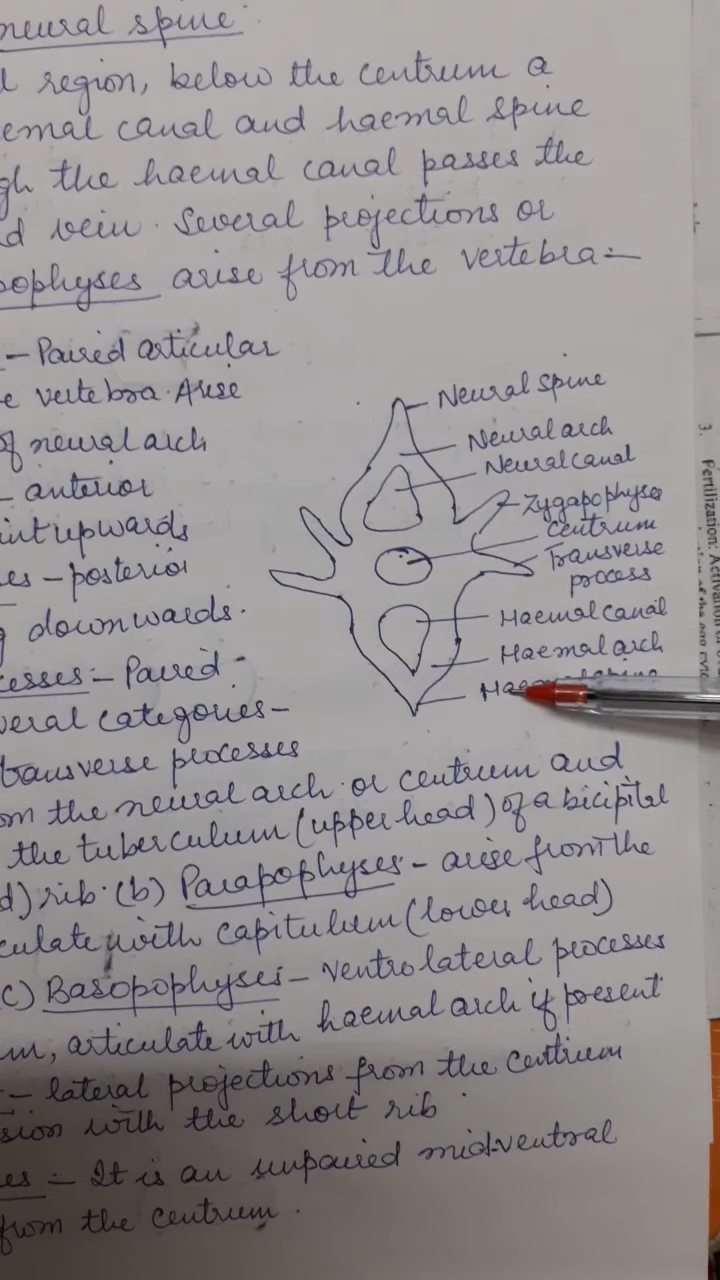 neural spine
region, below the centrum a
emal canal and haemal spine
gh the haemal canal passes the
d vein. Several projections or
pophyses arise from the vertebra:-
- Paired articular
e vertebra. Arise
of neural arch
- anterior
int upwards
es - posterior
g downwards.
cesses:- Paired -
veral categories-
transverse processes
om the neural arch or centrum and
the tuberculum (upper head) of a bicipital
d) rib. (b) Parapophyses - arise from the
culate with capitulum (lower head)
(c) Basopophyses - ventrolateral processes
um, articulate with haemal arch if present
- lateral projections from the centrum
sion with the short rib.
es - It is an unpaired mid-ventral
from the centrum.
Neural spine
Neural arch
Neural canal
Zygapophyses
Centrum
Transverse
process
Haemal canal
Haemal arch
3. Fertilization: Activation